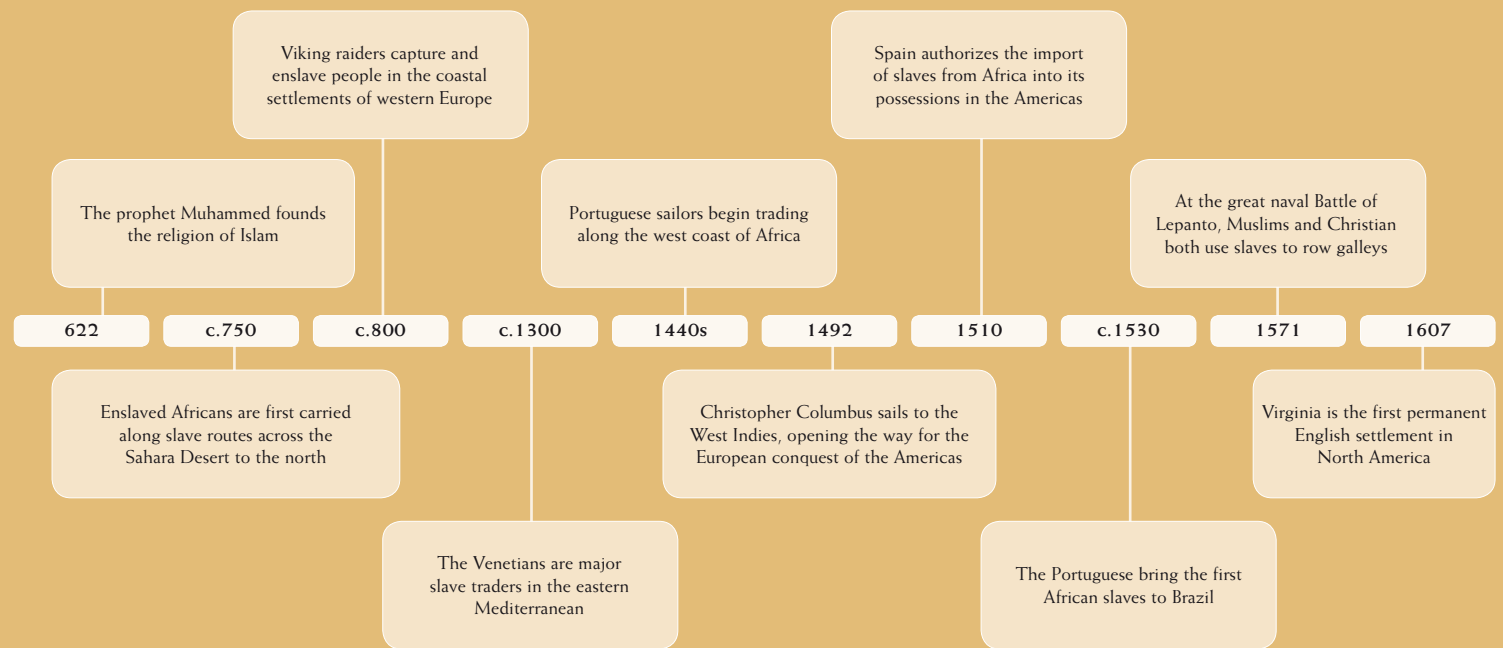 Viking raiders capture and
enslave people in the coastal
settlements of western Europe
Spain authorizes the import
of slaves from Africa into its
possessions in the Americas
The prophet Muhammed founds
the religion of Islam
Portuguese sailors begin trading
along the west coast of Africa
At the great naval Battle of
Lepanto, Muslims and Christian
both use slaves to row galleys
622
c.750
c.800
c.1300
1440s
1492
1510
c.1530
1571
1607
Enslaved Africans are first carried
along slave routes across the
Sahara Desert to the north
Christopher Columbus sails to the
West Indies, opening the way for the
European conquest of the Americas
Virginia is the first permanent
English settlement in
North America
The Venetians are major
slave traders in the eastern
Mediterranean
The Portuguese bring the first
African slaves to Brazil